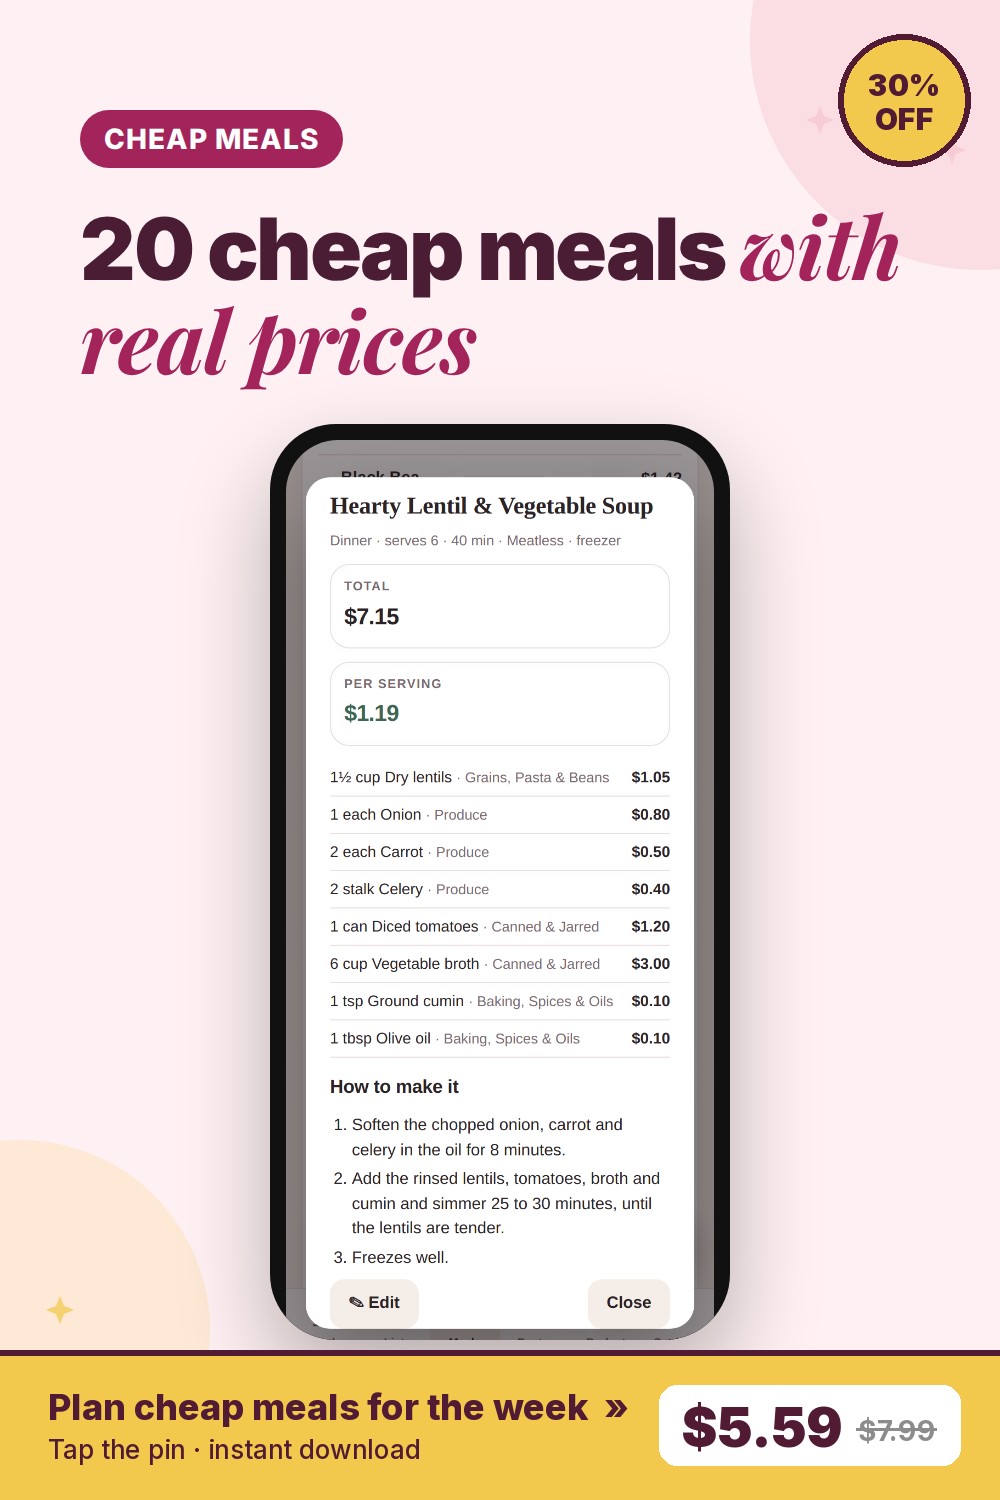 30%
OFF
CHEAP MEALS
20 cheap meals with
real prices
Black Bea $1.42
Hearty Lentil & Vegetable Soup
Dinner · serves 6 · 40 min · Meatless · freezer
TOTAL
$7.15
PER SERVING
$1.19
1½ cup Dry lentils · Grains, Pasta & Beans $1.05
1 each Onion · Produce $0.80
2 each Carrot · Produce $0.50
2 stalk Celery · Produce $0.40
1 can Diced tomatoes · Canned & Jarred $1.20
6 cup Vegetable broth · Canned & Jarred $3.00
1 tsp Ground cumin · Baking, Spices & Oils $0.10
1 tbsp Olive oil · Baking, Spices & Oils $0.10
How to make it
1. Soften the chopped onion, carrot and
celery in the oil for 8 minutes.
2. Add the rinsed lentils, tomatoes, broth and
cumin and simmer 25 to 30 minutes, until
the lentils are tender.
3. Freezes well.
✎ Edit Close
Plan cheap meals for the week »
Tap the pin · instant download
$5.59 $7.99